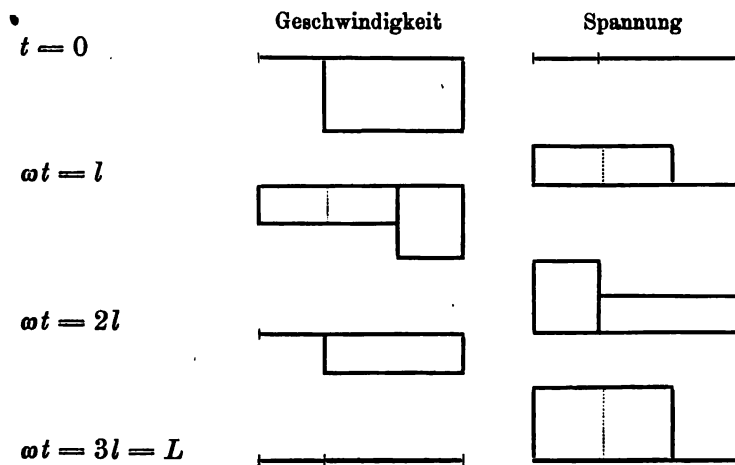 Geschwindigkeit Spannung
t = 0
ωt = l
ωt = 2l
ωt = 3l = L